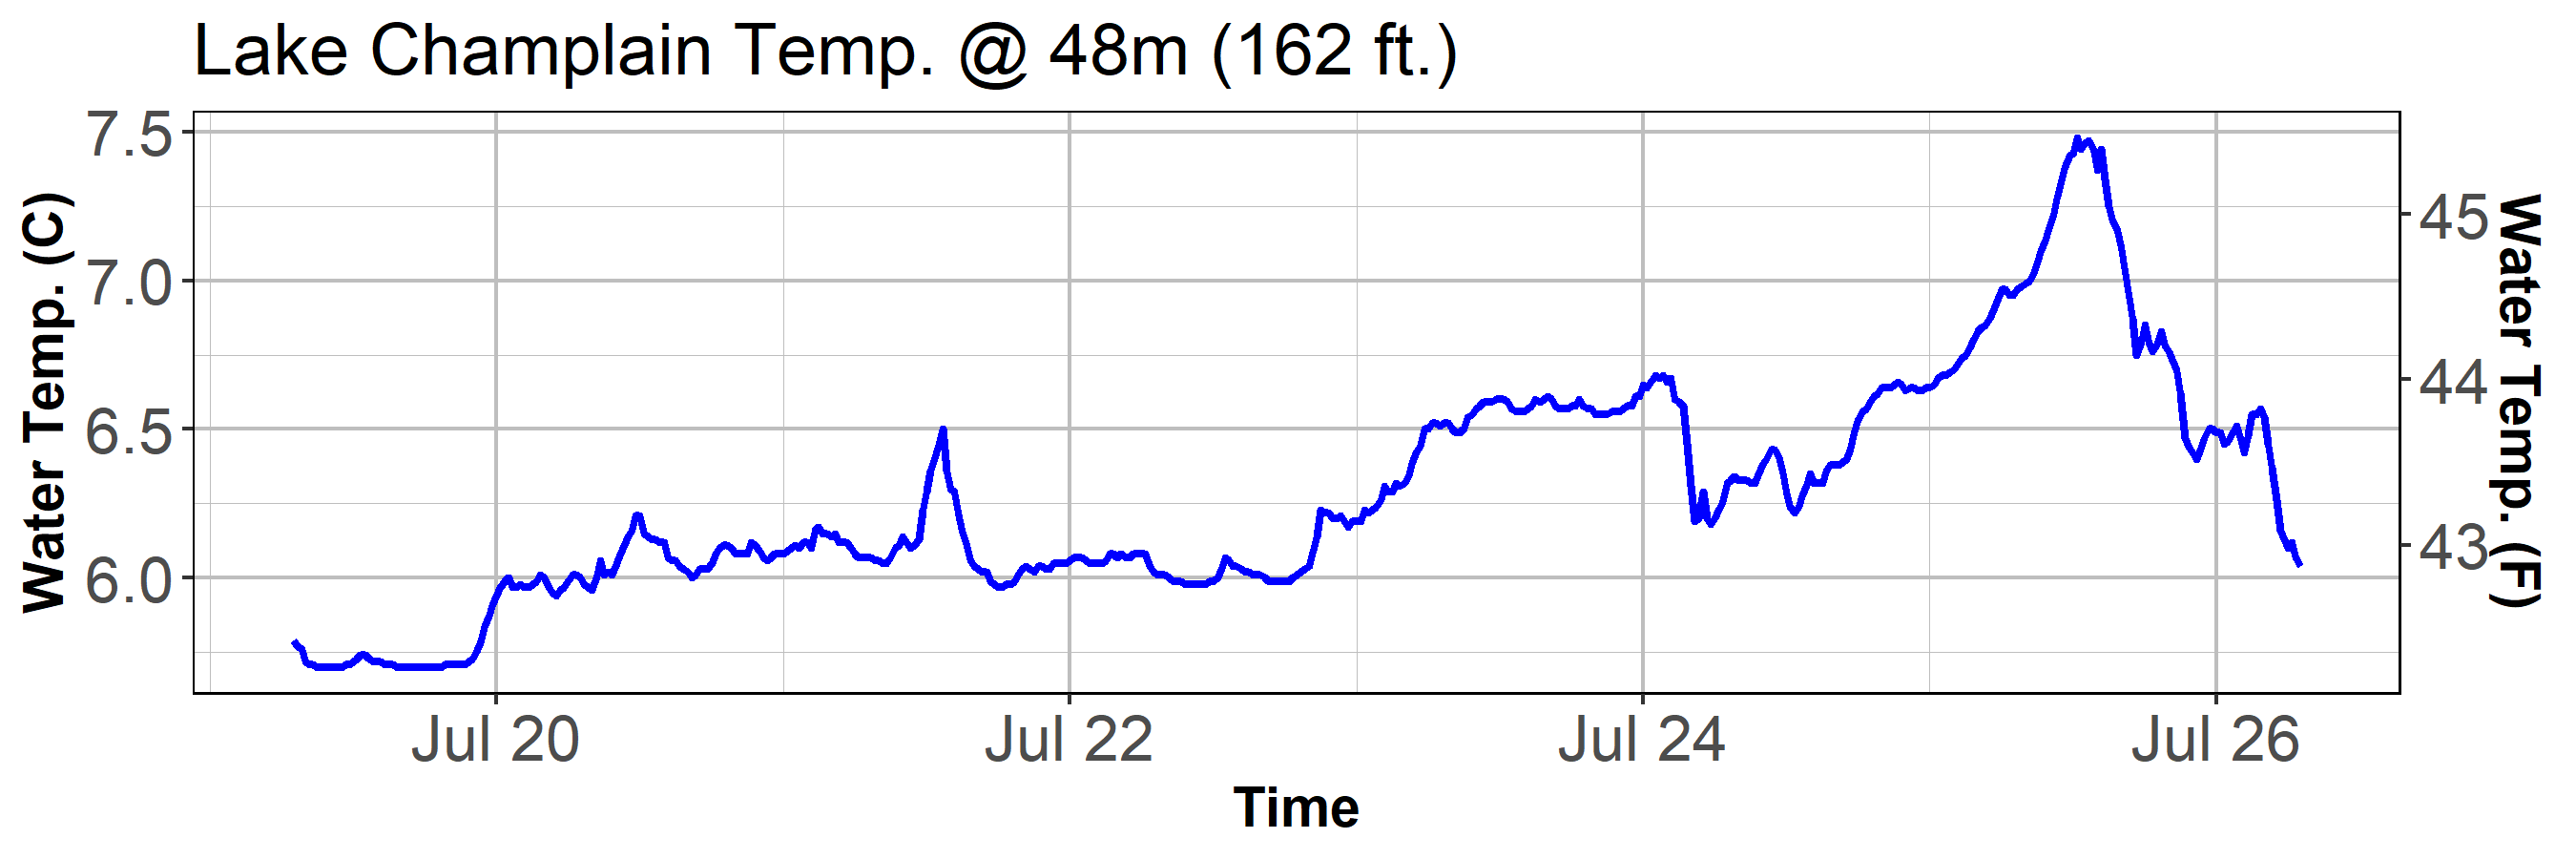 Lake Champlain Temp. @ 48m (162 ft.)
Water Temp. (C)
7.5
7.0
6.5
6.0
45
44
43
Water Temp. (F)
Jul 20
Jul 22
Jul 24
Jul 26
Time